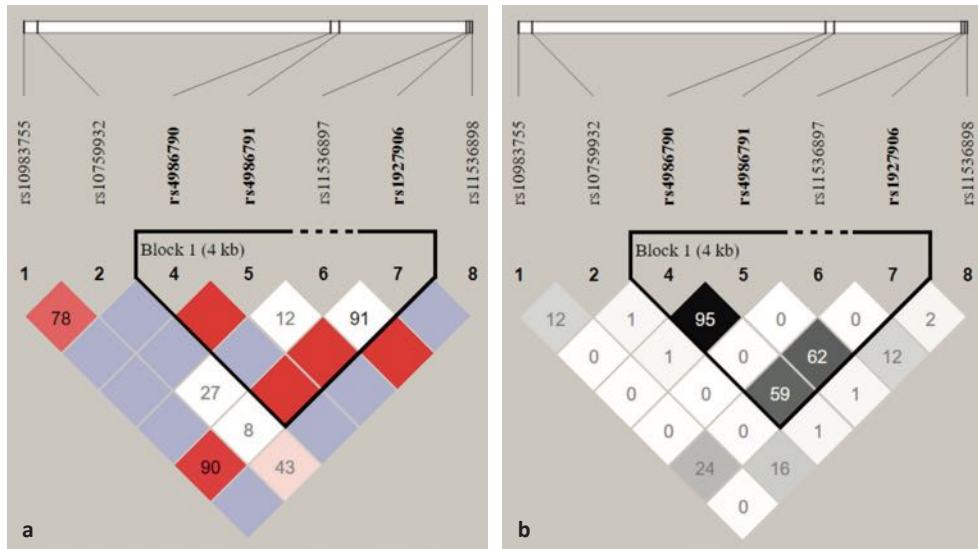 rs10983755
rs10759932
rs4986790
rs4986791
rs11536897
rs1927906
rs11536898
Block 1 (4 kb)
1 2 4 5 6 7 8
78
12 91
27
8
90 43
a
rs10983755
rs10759932
rs4986790
rs4986791
rs11536897
rs1927906
rs11536898
Block 1 (4 kb)
1 2 4 5 6 7 8
12 1 95 0 0 2
0 1 0 62 12
0 0 59 1
0 0 1
24 16
0
b